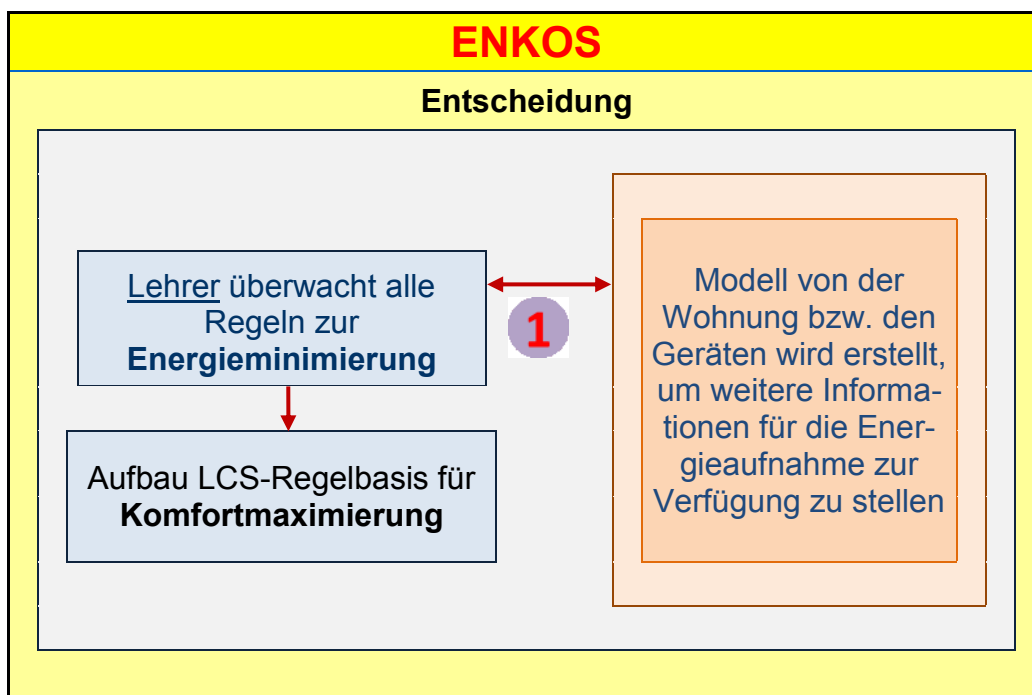 ENKOS
Entscheidung
Lehrer überwacht alle
Regeln zur
Energieminimierung
1
Aufbau LCS-Regelbasis für
Komfortmaximierung
Modell von der
Wohnung bzw. den
Geräten wird erstellt,
um weitere Informa-
tionen für die Ener-
gieaufnahme zur
Verfügung zu stellen